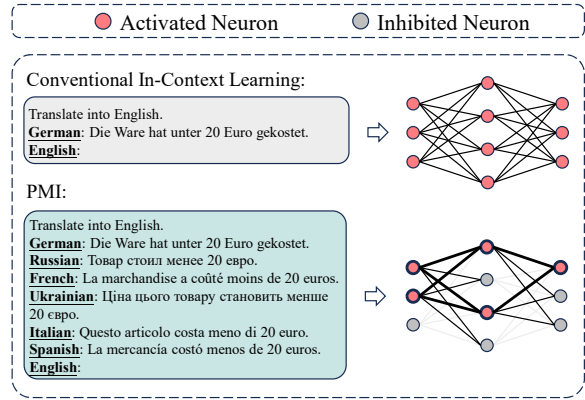 Activated Neuron Inhibited Neuron
Conventional In-Context Learning:
Translate into English.
German: Die Ware hat unter 20 Euro gekostet.
English:
PMI:
Translate into English.
German: Die Ware hat unter 20 Euro gekostet.
Russian: Товар стоил менее 20 евро.
French: La marchandise a coûté moins de 20 euros.
Ukrainian: Ціна цього товару становить менше
20 євро.
Italian: Questo articolo costa meno di 20 euro.
Spanish: La mercancía costó menos de 20 euros.
English: